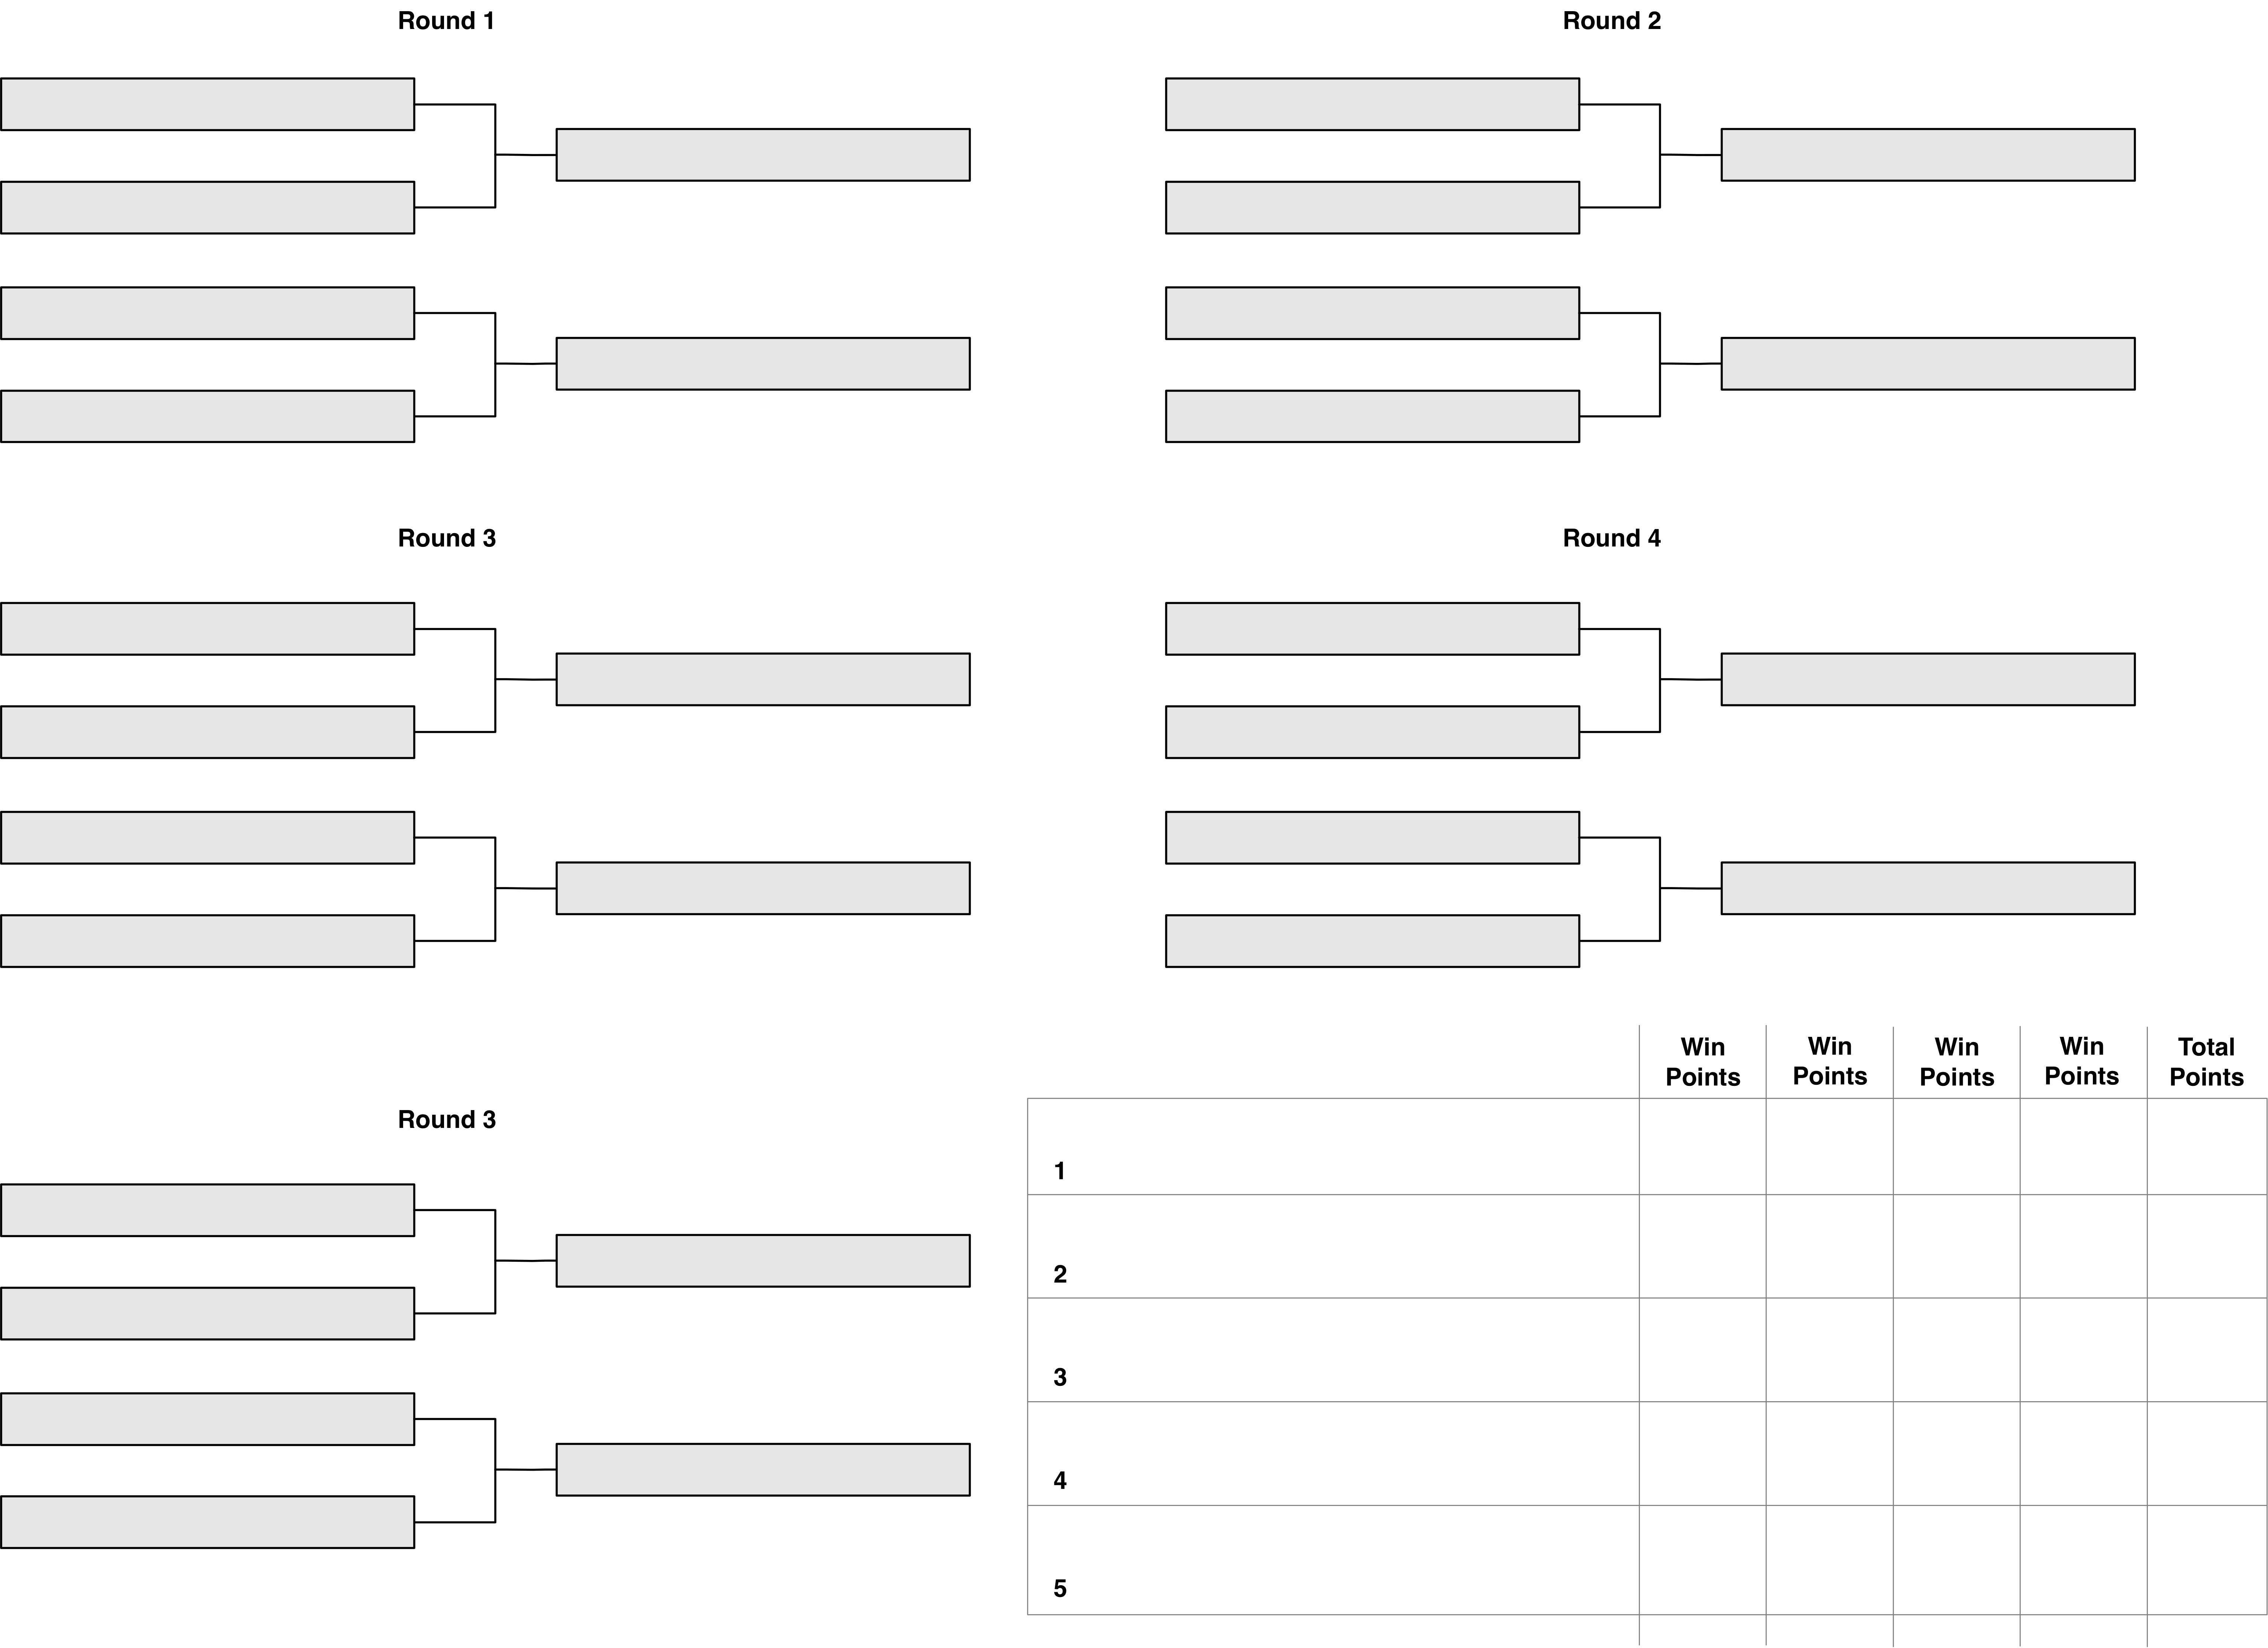 Round 1
Round 2
Round 3
Round 4
Win Points
Win Points
Win Points
Win Points
Total Points
Round 3
1
2
3
4
5